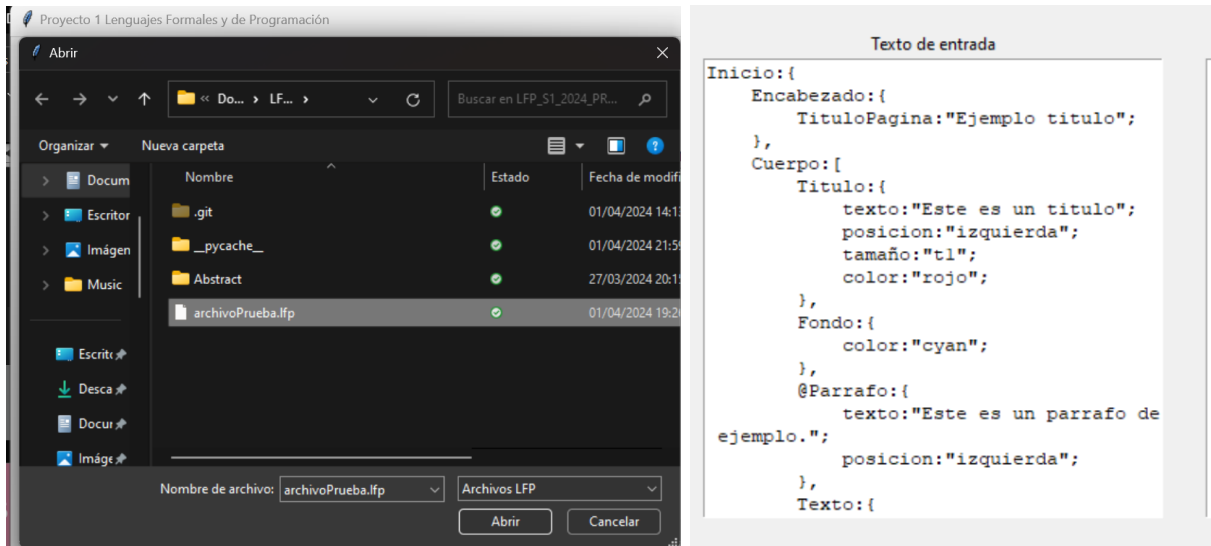 Proyecto 1 Lenguajes Formales y de Programación
Abrir
« Do... › LF... ›
Buscar en LFP_S1_2024_PR...
Organizar
Nueva carpeta
Nombre
Estado
Fecha de modifi
Docum
Escritor
Imágen
Music
.git
01/04/2024 14:1
__pycache__
01/04/2024 21:59
Abstract
27/03/2024 20:1
archivoPrueba.lfp
01/04/2024 19:2
Escrito
Desca
Docur
Imáge
Nombre de archivo:
archivoPrueba.lfp
Archivos LFP
Abrir
Cancelar
Texto de entrada
Inicio:{
Encabezado:{
TituloPagina:"Ejemplo titulo";
},
Cuerpo:[
Titulo:{
texto:"Este es un titulo";
posicion:"izquierda";
tamaño:"t1";
color:"rojo";
},
Fondo:{
color:"cyan";
},
@Parrafo:{
texto:"Este es un parrafo de
ejemplo.";
posicion:"izquierda";
},
Texto:{